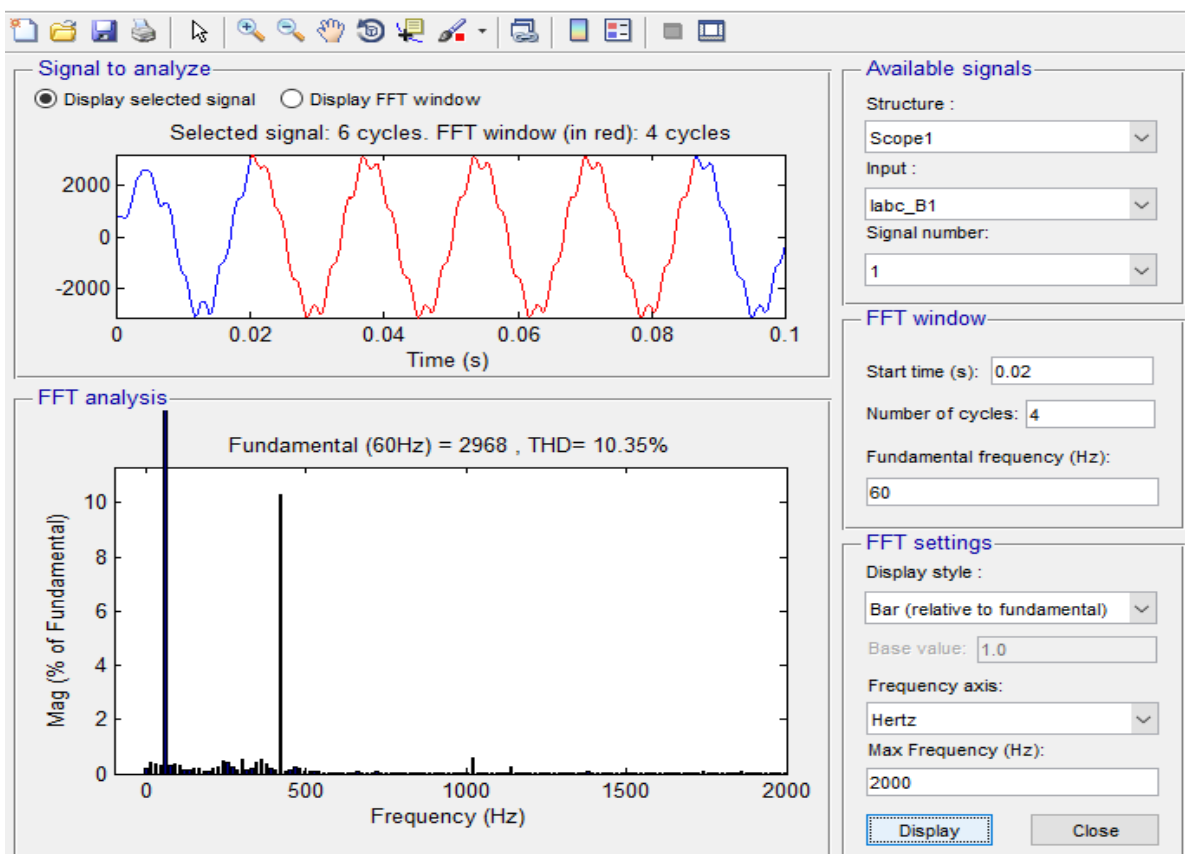 Signal to analyze
Display selected signal Display FFT window
Selected signal: 6 cycles. FFT window (in red): 4 cycles
2000
0
-2000
0 0.02 0.04 0.06 0.08 0.1
Time (s)
FFT analysis
Fundamental (60Hz) = 2968 , THD= 10.35%
Mag (% of Fundamental)
10
8
6
4
2
0
0 500 1000 1500 2000
Frequency (Hz)
Available signals
Structure :
Scope1
Input :
Iabc_B1
Signal number:
1
FFT window
Start time (s): 0.02
Number of cycles: 4
Fundamental frequency (Hz):
60
FFT settings
Display style :
Bar (relative to fundamental)
Base value: 1.0
Frequency axis:
Hertz
Max Frequency (Hz):
2000
Display Close